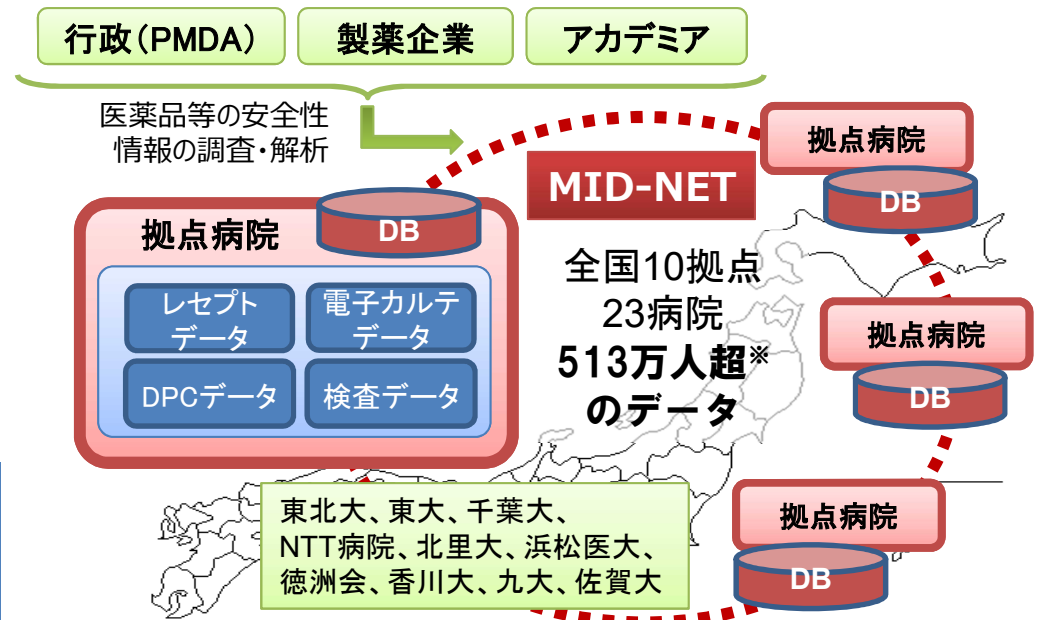 行政(PMDA)
製薬企業
アカデミア
医薬品等の安全性
情報の調査・解析
MID-NET
拠点病院
DB
拠点病院
DB
レセプト
データ
電子カルテ
データ
DPCデータ
検査データ
全国10拠点
23病院
513万人超※
のデータ
拠点病院
DB
東北大、東大、千葉大、
NTT病院、北里大、浜松医大、
徳洲会、香川大、九大、佐賀大
拠点病院
DB